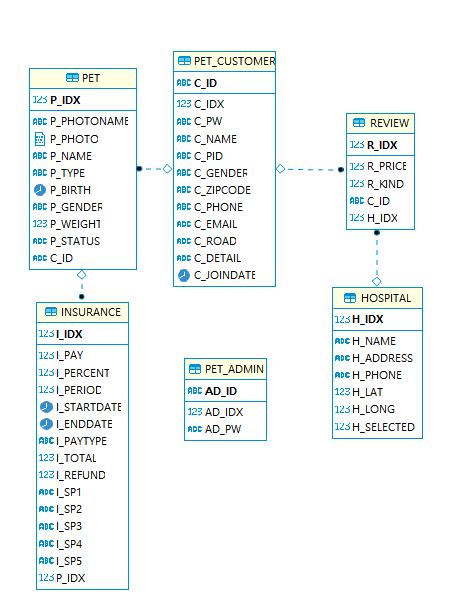 PET
123 P_IDX
ABC P_PHOTONAME
P_PHOTO
ABC P_NAME
ABC P_TYPE
P_BIRTH
ABC P_GENDER
123 P_WEIGHT
ABC P_STATUS
ABC C_ID
PET_CUSTOMER
ABC C_ID
123 C_IDX
ABC C_PW
ABC C_NAME
ABC C_PID
ABC C_GENDER
ABC C_ZIPCODE
ABC C_PHONE
ABC C_EMAIL
ABC C_ROAD
ABC C_DETAIL
C_JOINDATE
REVIEW
123 R_IDX
123 R_PRICE
123 R_KIND
ABC C_ID
123 H_IDX
INSURANCE
123 I_IDX
123 I_PAY
123 I_PERCENT
123 I_PERIOD
I_STARTDATE
I_ENDDATE
ABC I_PAYTYPE
123 I_TOTAL
123 I_REFUND
ABC I_SP1
ABC I_SP2
ABC I_SP3
ABC I_SP4
ABC I_SP5
123 P_IDX
PET_ADMIN
ABC AD_ID
123 AD_IDX
ABC AD_PW
HOSPITAL
123 H_IDX
ABC H_NAME
ABC H_ADDRESS
ABC H_PHONE
123 H_LAT
123 H_LONG
123 H_SELECTED